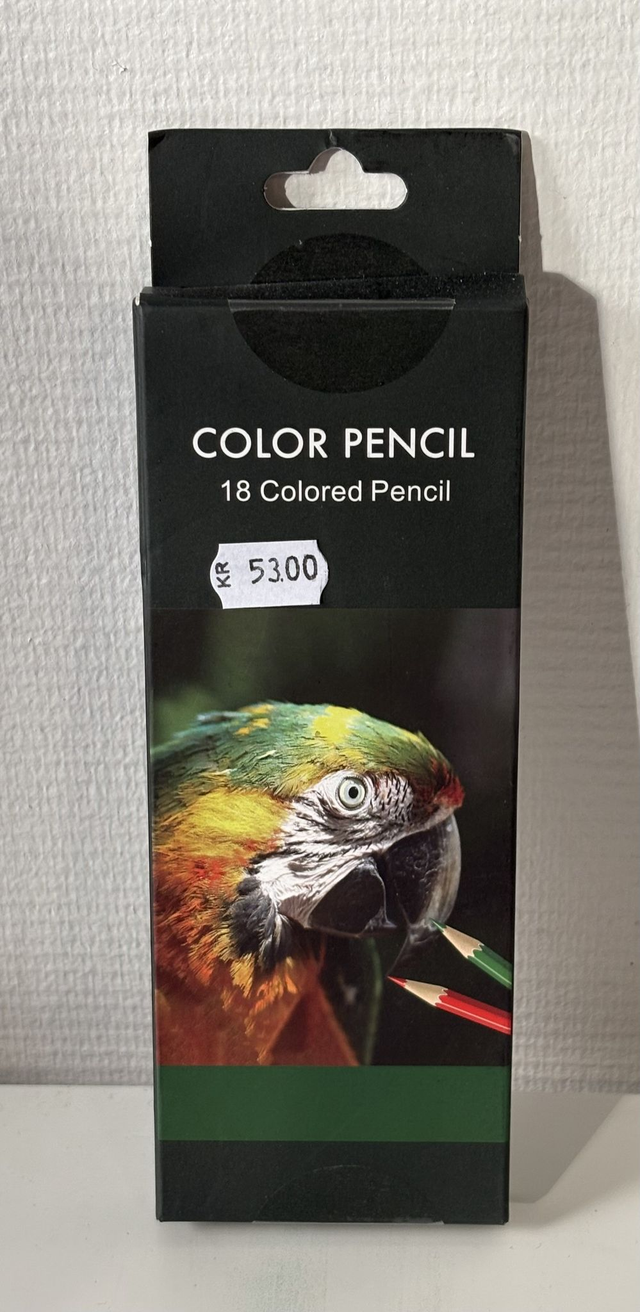 COLOR PENCIL
18 Colored Pencil
KR 53.00